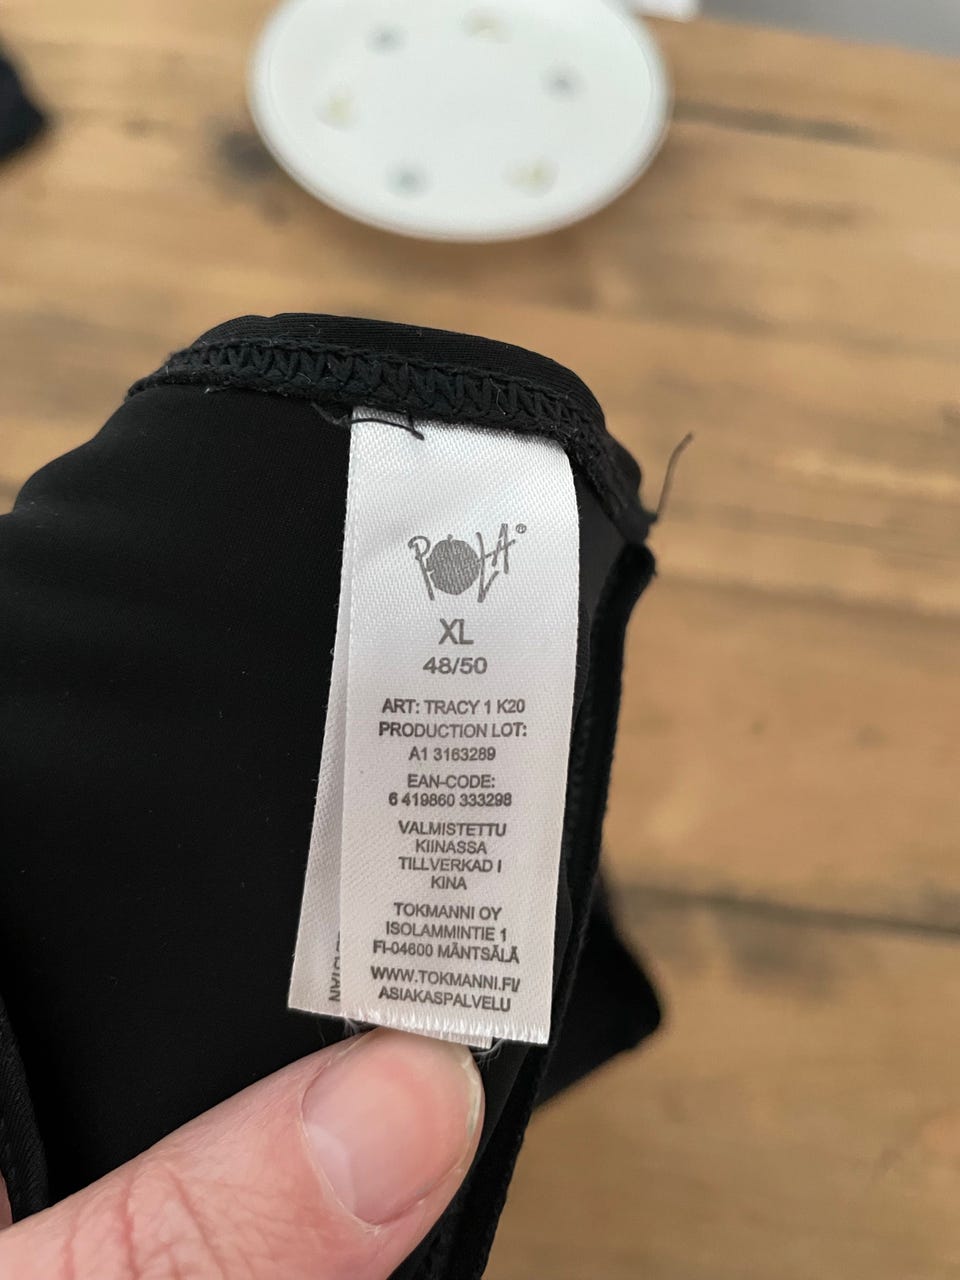 POLA®
XL
48/50
ART: TRACY 1 K20
PRODUCTION LOT:
A1 3163289
EAN-CODE:
6 419860 333298
VALMISTETTU
KIINASSA
TILLVERKAD I
KINA
TOKMANNI OY
ISOLAMMINTIE 1
FI-04600 MÄNTSÄLÄ
WWW.TOKMANNI.FI/
ASIAKASPALVELU